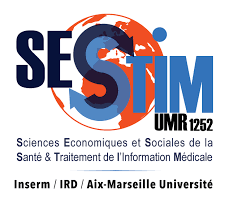 SESSTIM
UMR 1252
Sciences Economiques et Sociales de la
Santé & Traitement de l'Information Médicale
Inserm / IRD / Aix-Marseille Université